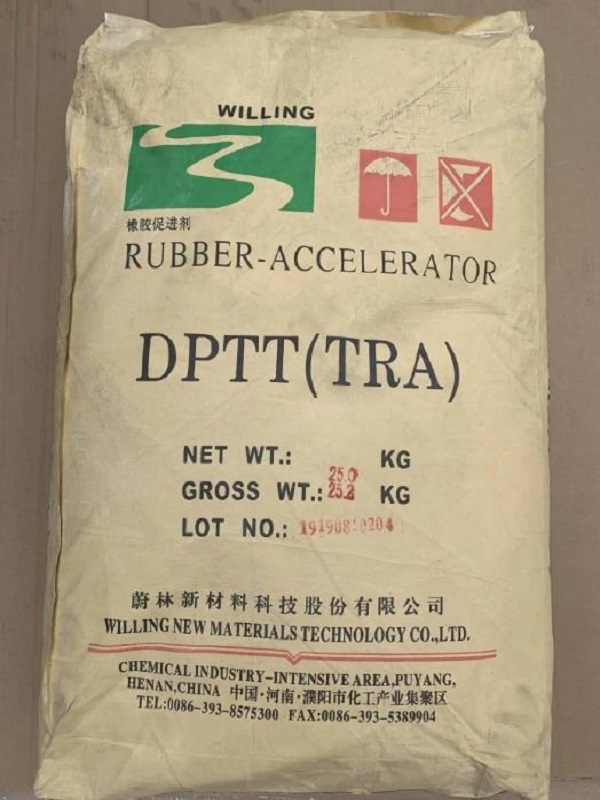 WILLING
橡胶促进剂
RUBBER-ACCELERATOR
DPTT(TRA)
NET WT.: 25.0 KG
GROSS WT.: 25.2 KG
LOT NO.: 19190810204
蔚林新材料科技股份有限公司
WILLING NEW MATERIALS TECHNOLOGY CO.,LTD.
CHEMICAL INDUSTRY-INTENSIVE AREA,PUYANG,
HENAN,CHINA 中国·河南·濮阳市化工产业集聚区
TEL:0086-393-8575300 FAX:0086-393-5389904